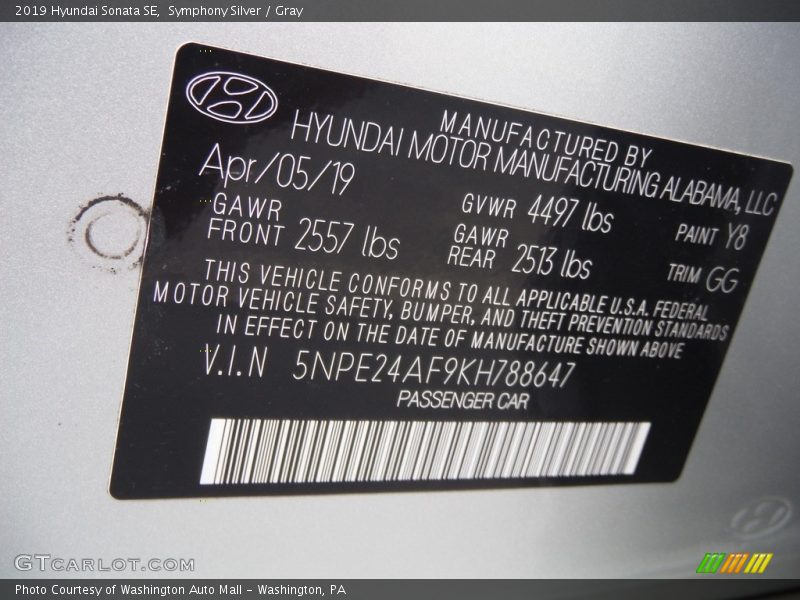 2019 Hyundai Sonata SE, Symphony Silver / Gray
MANUFACTURED BY
HYUNDAI MOTOR MANUFACTURING ALABAMA, LLC
Apr/05/19
GVWR 4497 lbs
PAINT Y8
GAWR
FRONT 2557 lbs
GAWR
REAR 2513 lbs
TRIM GG
THIS VEHICLE CONFORMS TO ALL APPLICABLE U.S.A. FEDERAL
MOTOR VEHICLE SAFETY, BUMPER, AND THEFT PREVENTION STANDARDS
IN EFFECT ON THE DATE OF MANUFACTURE SHOWN ABOVE
V.I.N 5NPE24AF9KH788647
PASSENGER CAR
GTCARLOT.COM
Photo Courtesy of Washington Auto Mall - Washington, PA